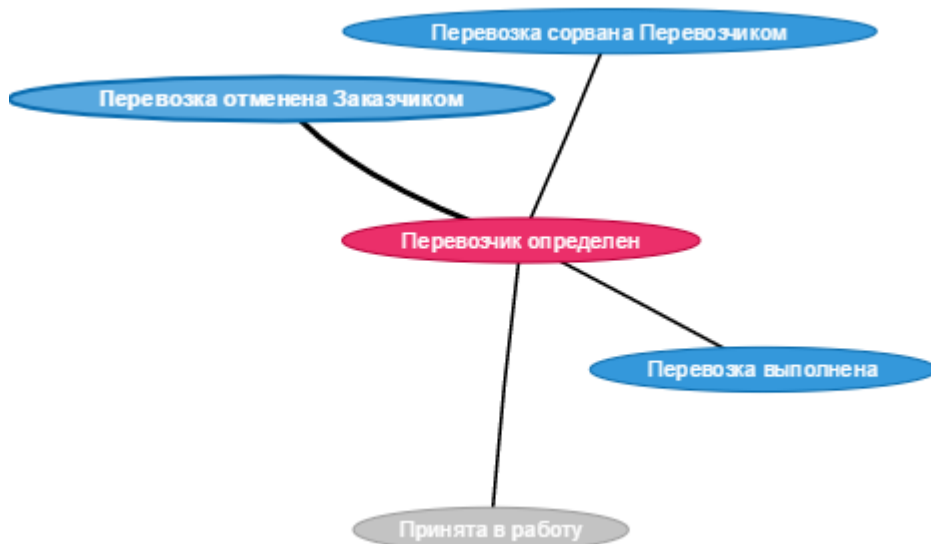 Перевозка сорвана Перевозчиком
Перевозка отменена Заказчиком
Перевозчик определен
Перевозка выполнена
Принята в работу